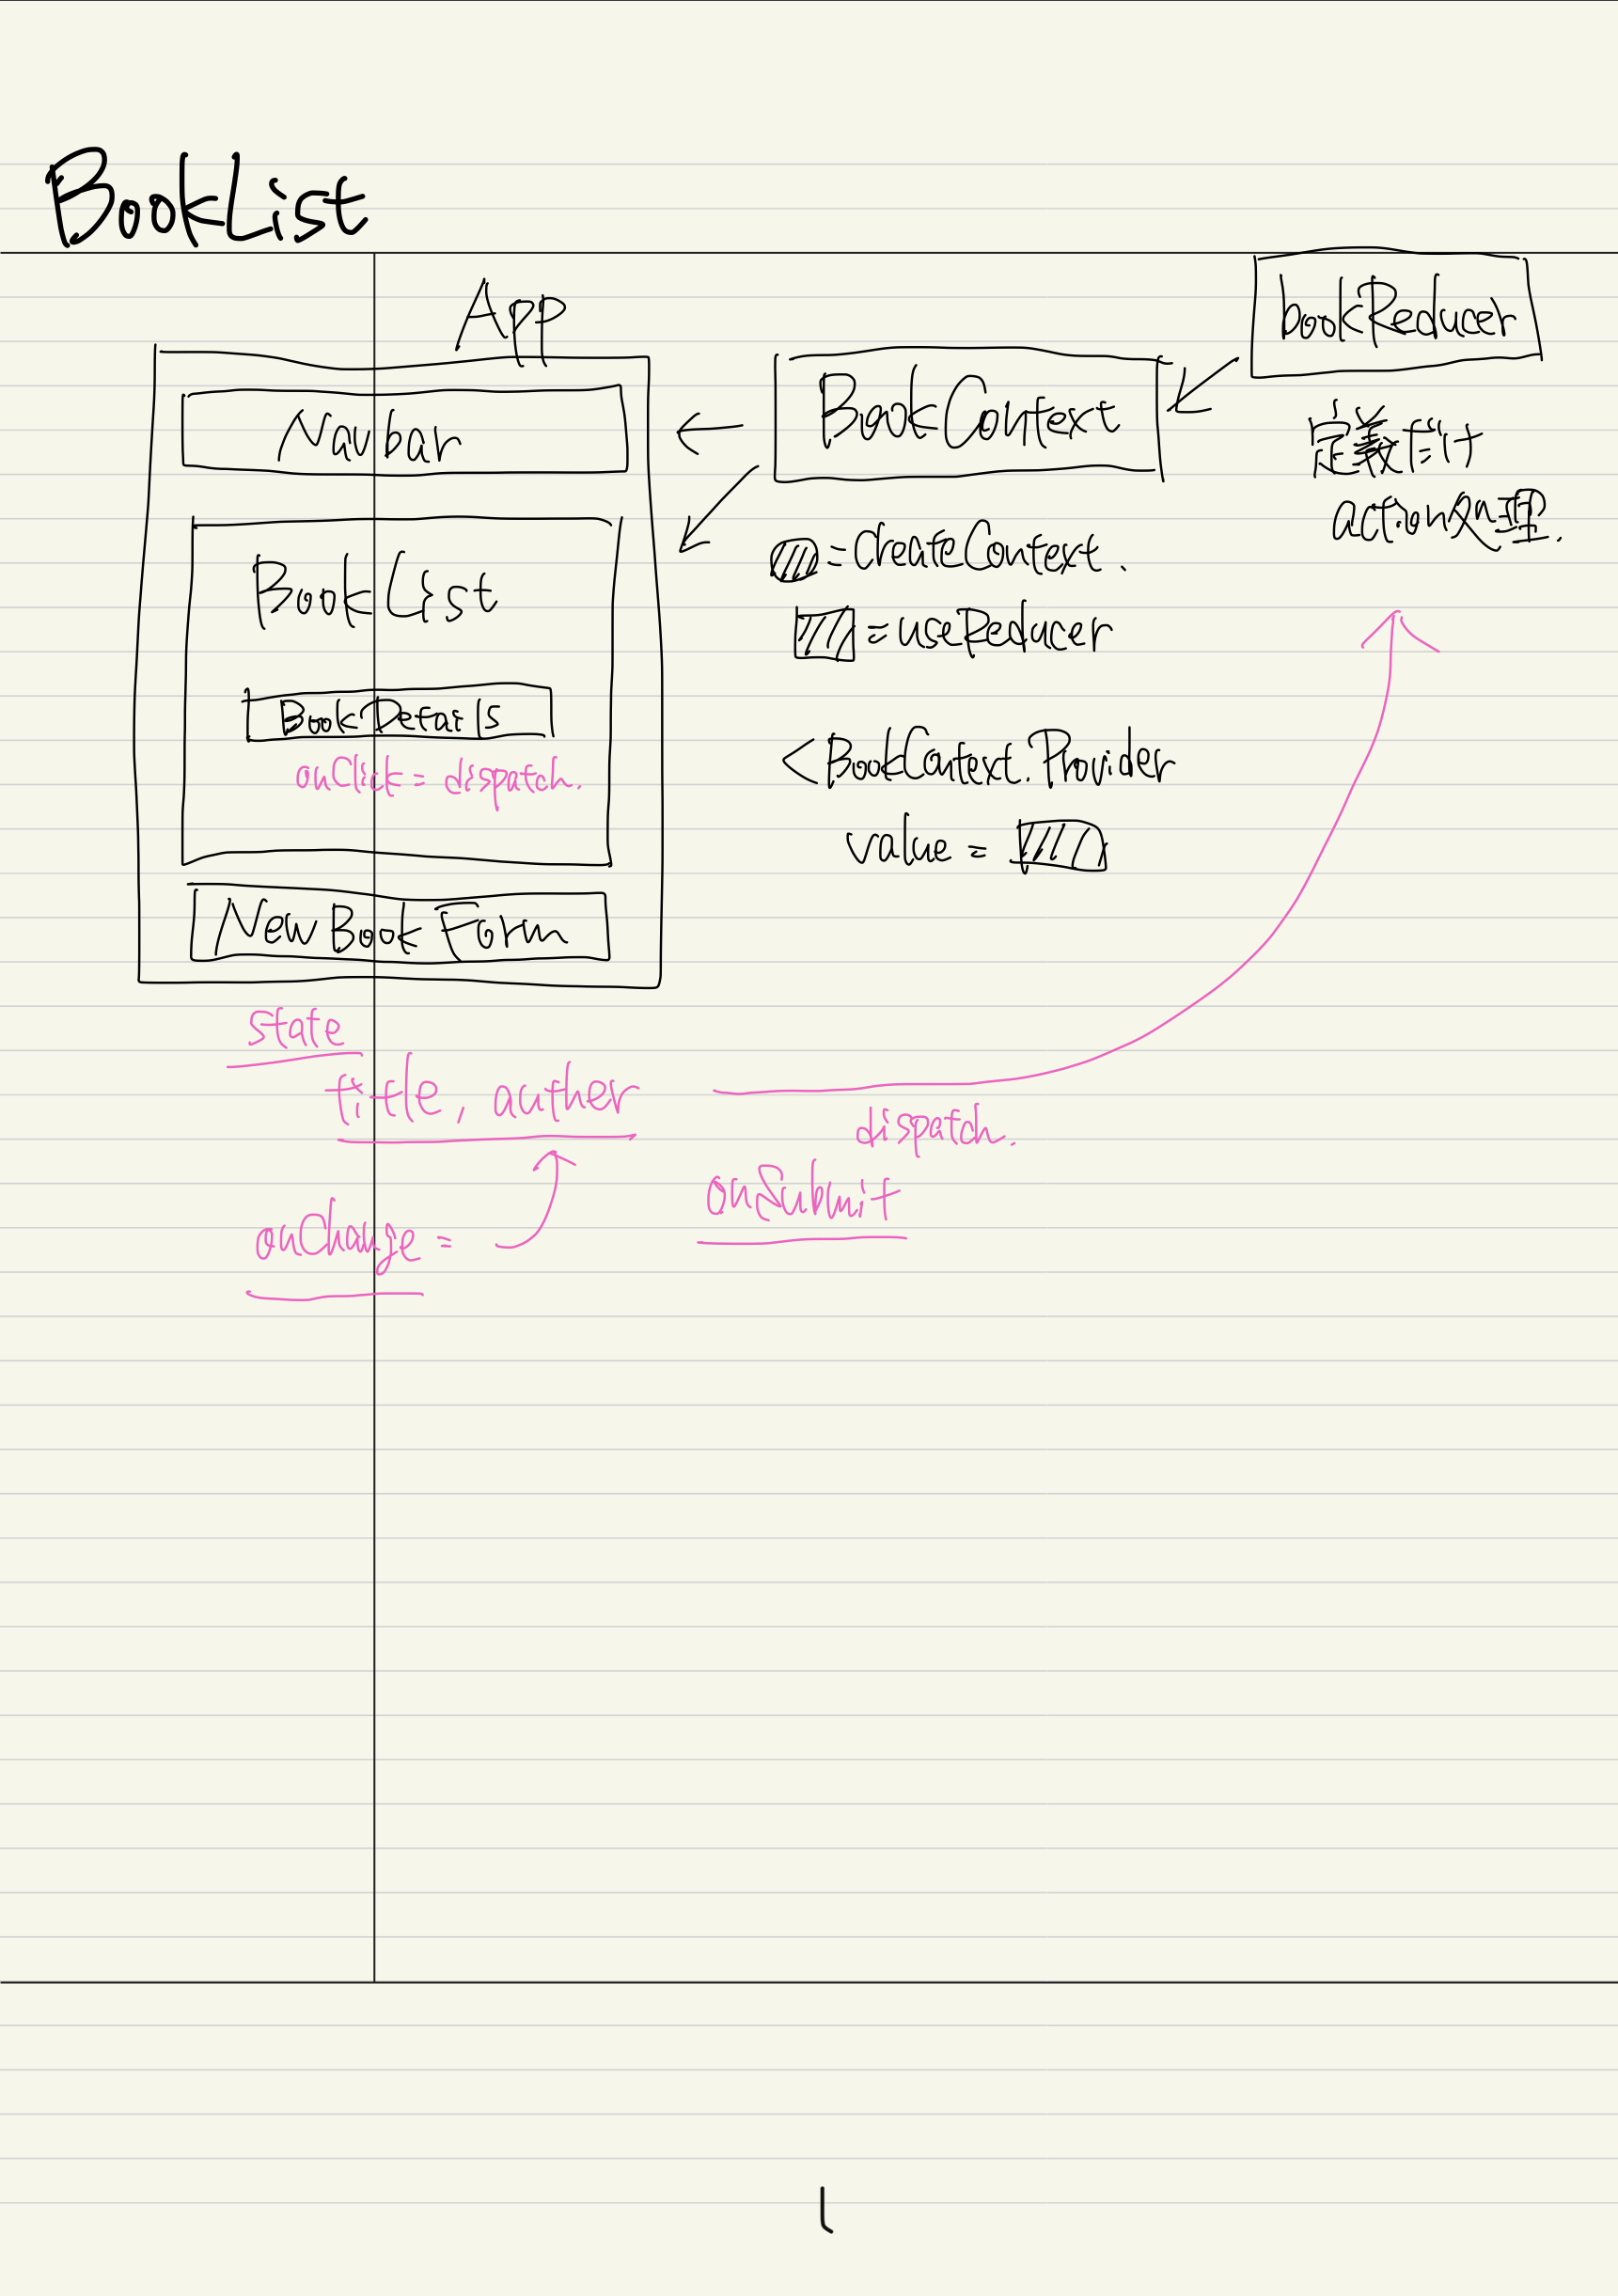 BookList
App
Navbar
BookList
BookDetails
onClick = dispatch.
NewBookForm
BookContext
= createContext.
= useReducer
<BookContext.Provider
value =
bookReducer
定義だけ
action処理.
state
title, auther
dispatch.
onSubmit
onChange =
1